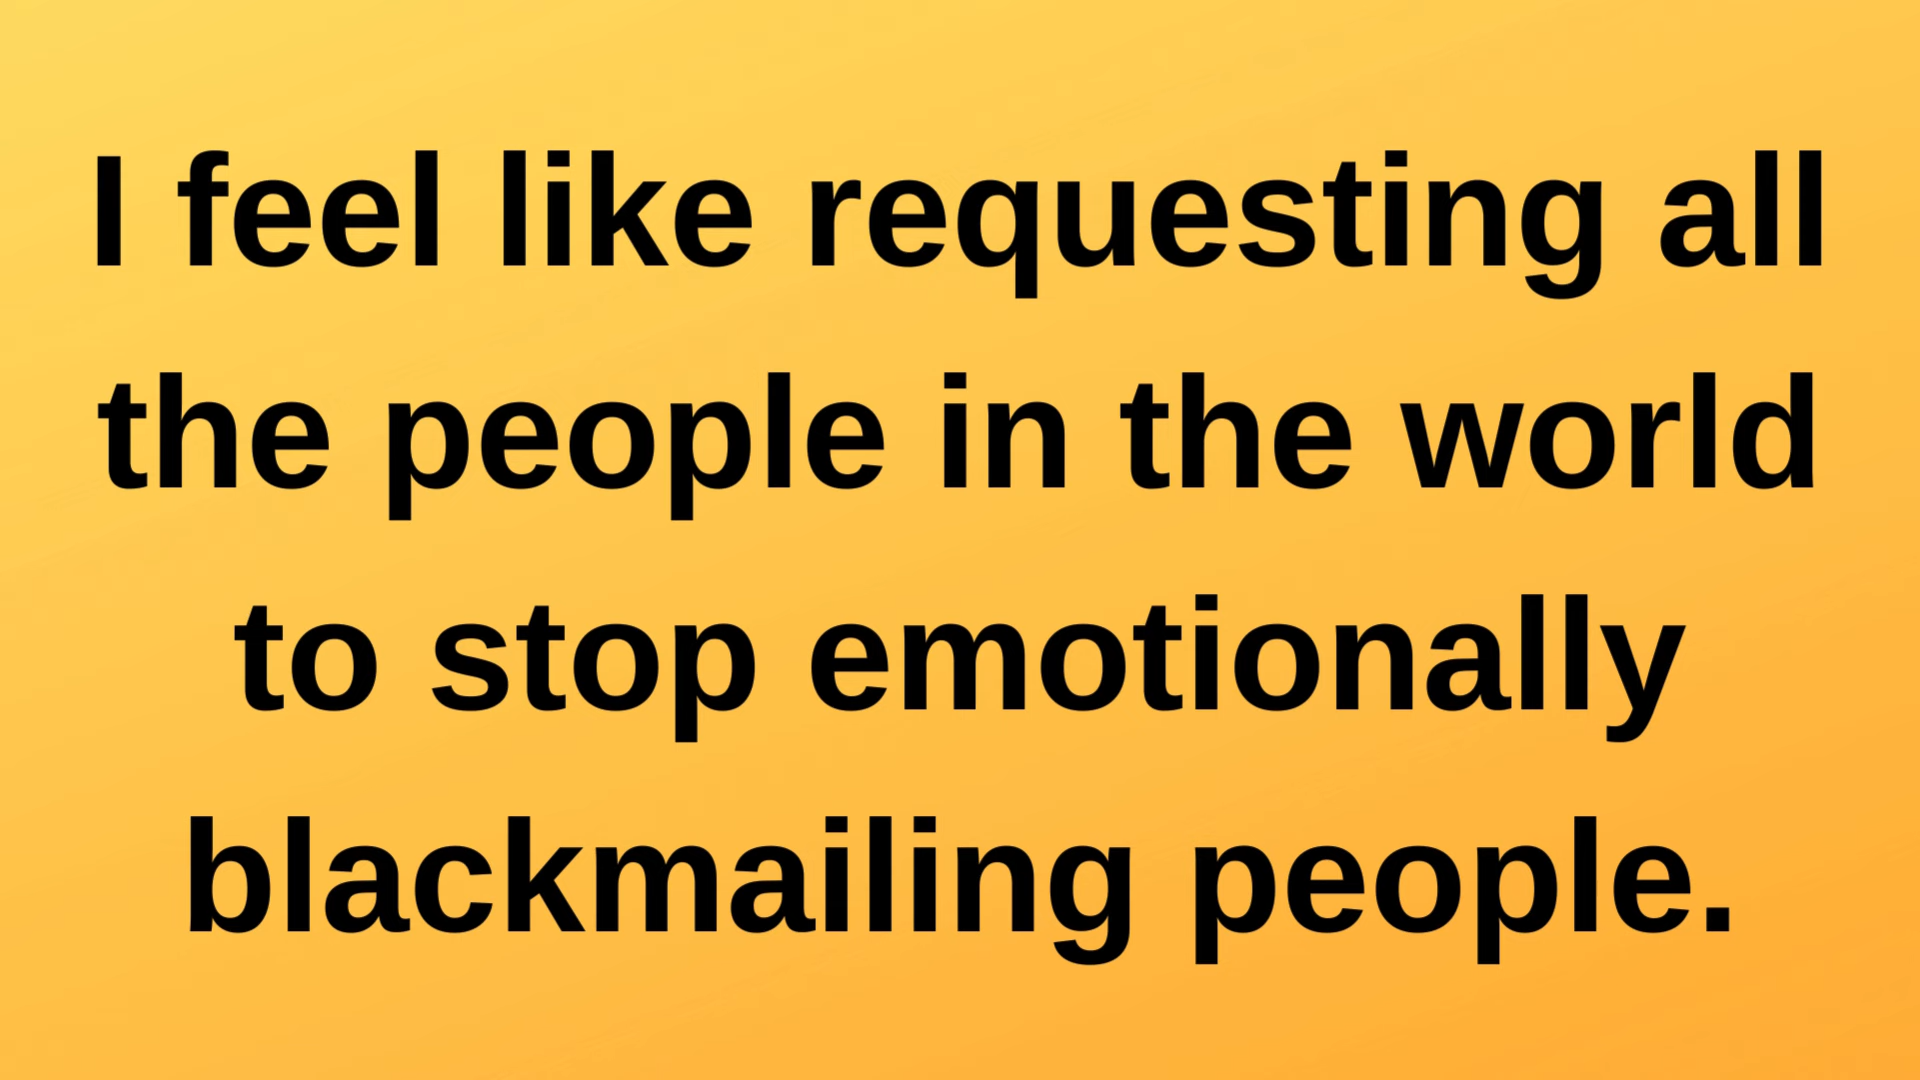 I feel like requesting all
the people in the world
to stop emotionally
blackmailing people.